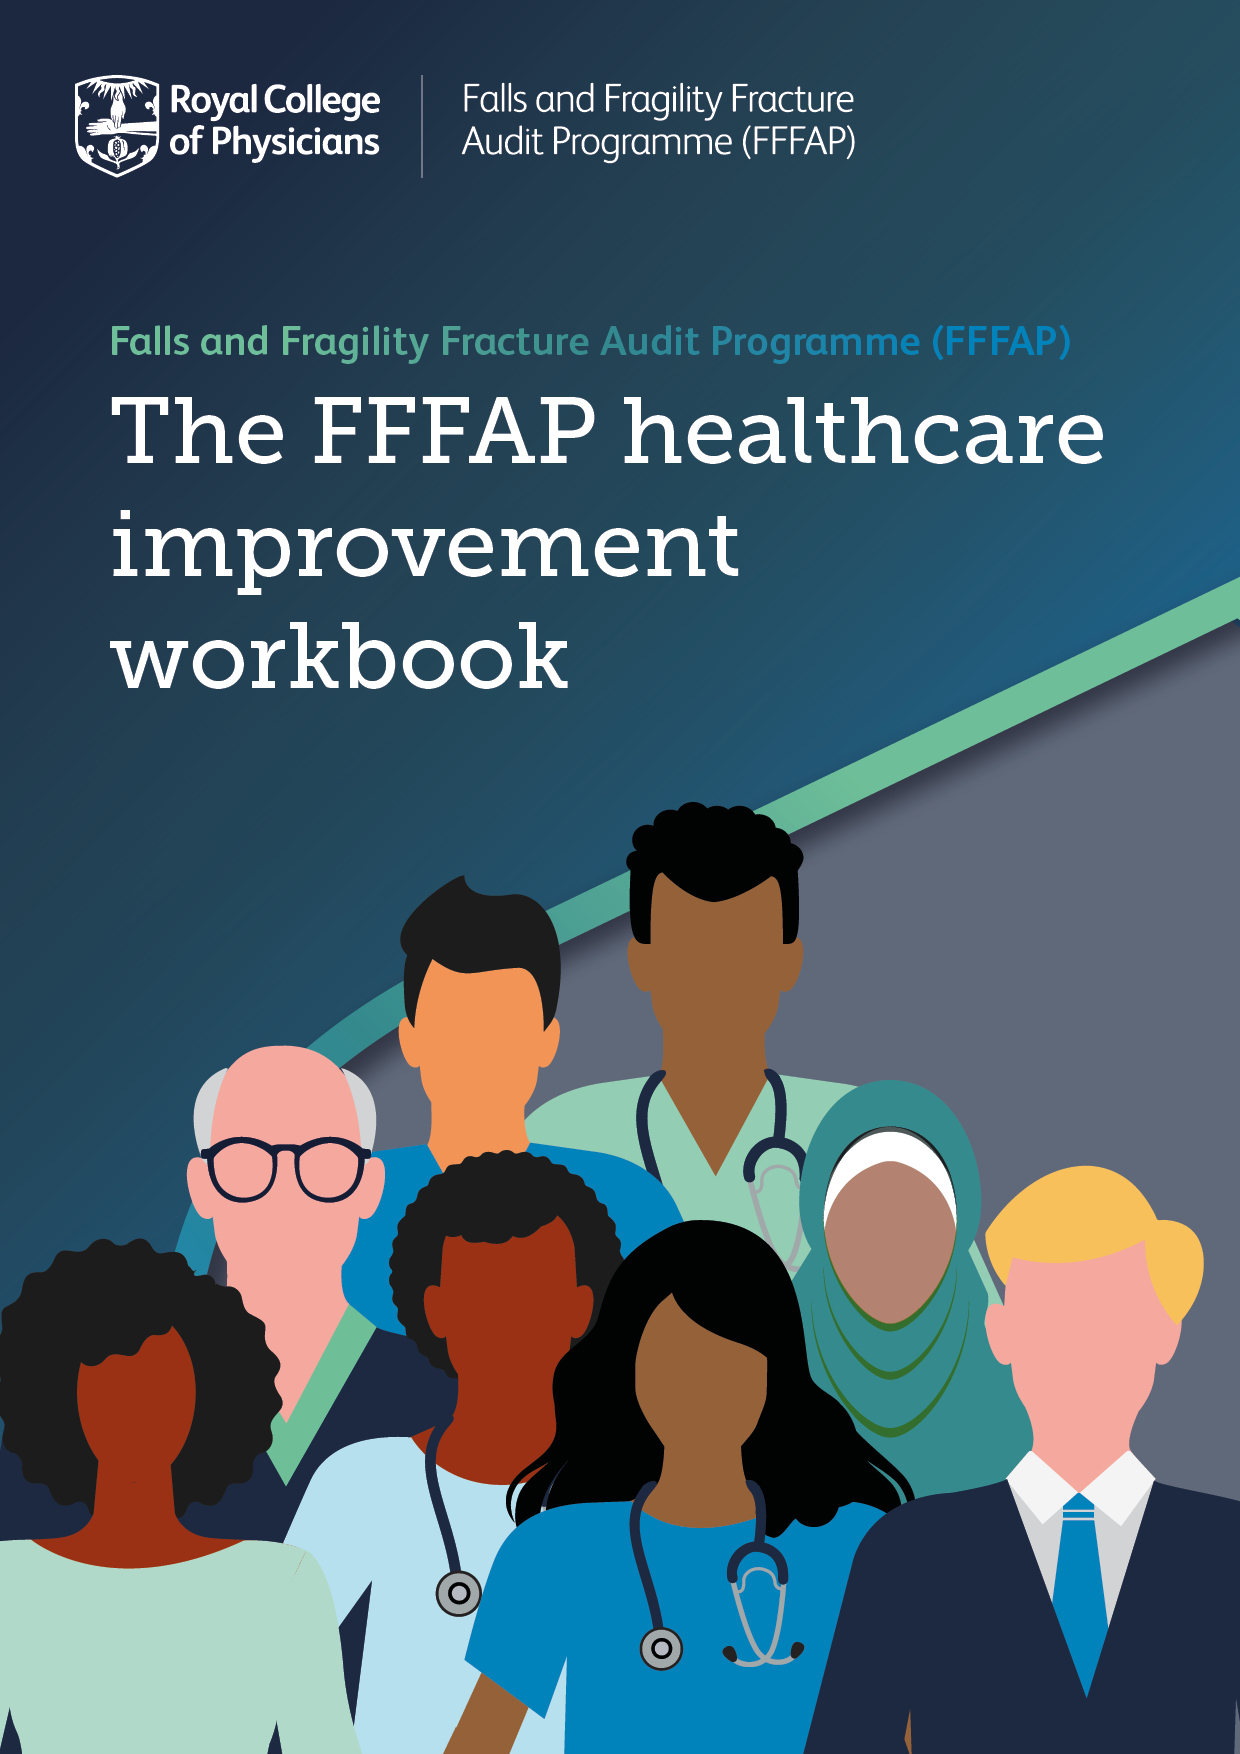 Royal College
of Physicians
Falls and Fragility Fracture
Audit Programme (FFFAP)
Falls and Fragility Fracture Audit Programme (FFFAP)
The FFFAP healthcare
improvement
workbook